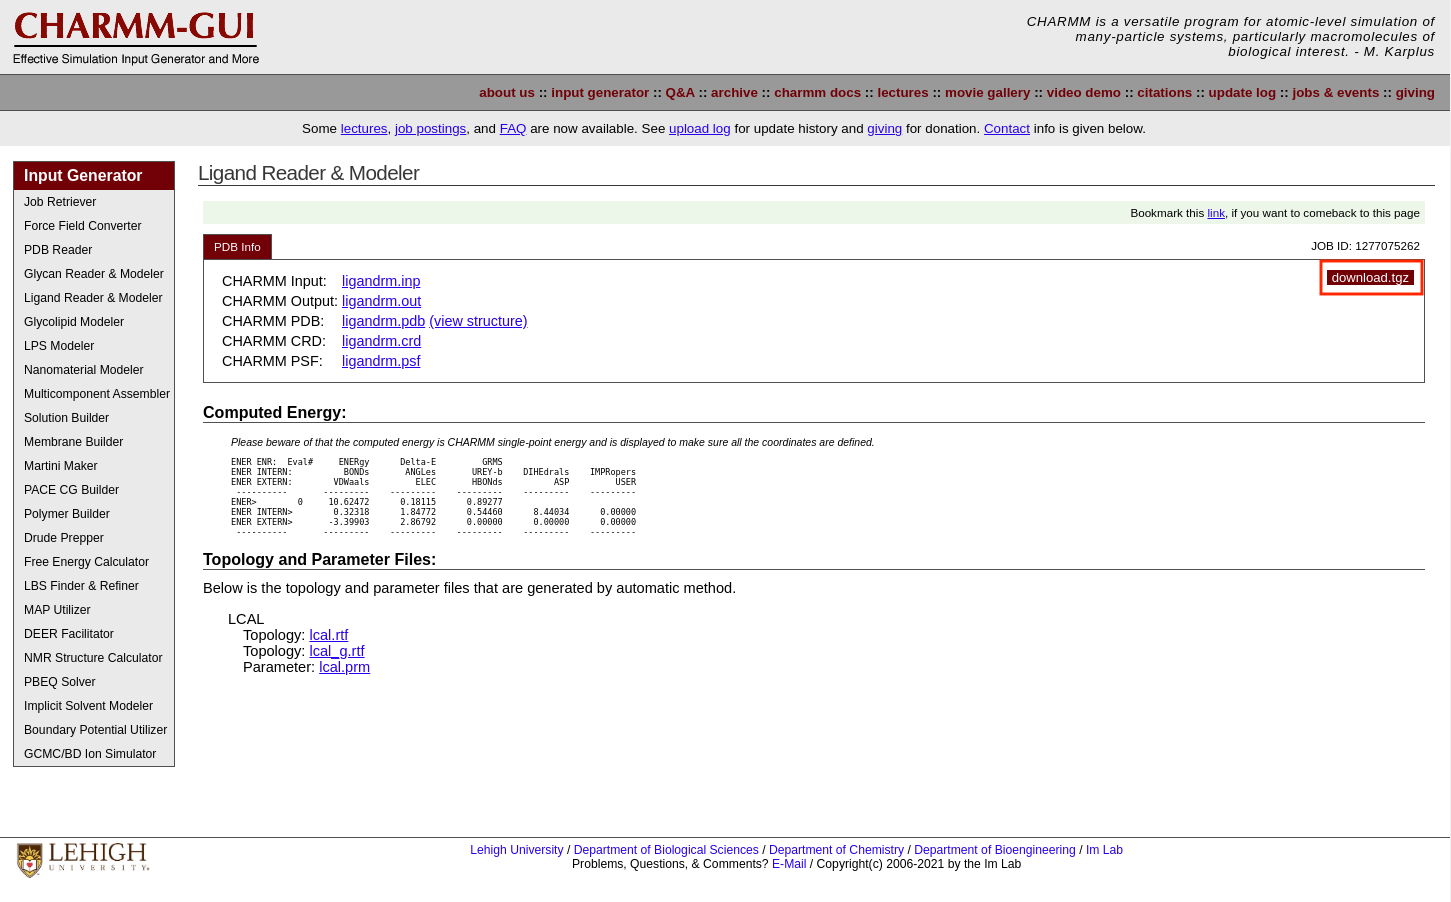 CHARMM-GUI
Effective Simulation Input Generator and More
CHARMM is a versatile program for atomic-level simulation of
many-particle systems, particularly macromolecules of
biological interest. - M. Karplus
about us :: input generator :: Q&A :: archive :: charmm docs :: lectures :: movie gallery :: video demo :: citations :: update log :: jobs & events :: giving
Some lectures, job postings, and FAQ are now available. See upload log for update history and giving for donation. Contact info is given below.
Input Generator
Job Retriever
Force Field Converter
PDB Reader
Glycan Reader & Modeler
Ligand Reader & Modeler
Glycolipid Modeler
LPS Modeler
Nanomaterial Modeler
Multicomponent Assembler
Solution Builder
Membrane Builder
Martini Maker
PACE CG Builder
Polymer Builder
Drude Prepper
Free Energy Calculator
LBS Finder & Refiner
MAP Utilizer
DEER Facilitator
NMR Structure Calculator
PBEQ Solver
Implicit Solvent Modeler
Boundary Potential Utilizer
GCMC/BD Ion Simulator
Ligand Reader & Modeler
Bookmark this link, if you want to comeback to this page
PDB Info
JOB ID: 1277075262
download.tgz
CHARMM Input: ligandrm.inp
CHARMM Output: ligandrm.out
CHARMM PDB: ligandrm.pdb (view structure)
CHARMM CRD: ligandrm.crd
CHARMM PSF: ligandrm.psf
Computed Energy:
Please beware of that the computed energy is CHARMM single-point energy and is displayed to make sure all the coordinates are defined.
ENER ENR:  Eval#     ENERgy      Delta-E         GRMS
ENER INTERN:          BONDs       ANGLes       UREY-b    DIHEdrals    IMPRopers
ENER EXTERN:        VDWaals         ELEC       HBONds          ASP         USER
 ----------       ---------    ---------    ---------    ---------    ---------
ENER>        0     10.62472      0.18115      0.89277
ENER INTERN>        0.32318      1.84772      0.54460      8.44034      0.00000
ENER EXTERN>       -3.39903      2.86792      0.00000      0.00000      0.00000
 ----------       ---------    ---------    ---------    ---------    ---------
Topology and Parameter Files:
Below is the topology and parameter files that are generated by automatic method.
LCAL
Topology: lcal.rtf
Topology: lcal_g.rtf
Parameter: lcal.prm
LEHIGH
UNIVERSITY
Lehigh University / Department of Biological Sciences / Department of Chemistry / Department of Bioengineering / Im Lab
Problems, Questions, & Comments? E-Mail / Copyright(c) 2006-2021 by the Im Lab